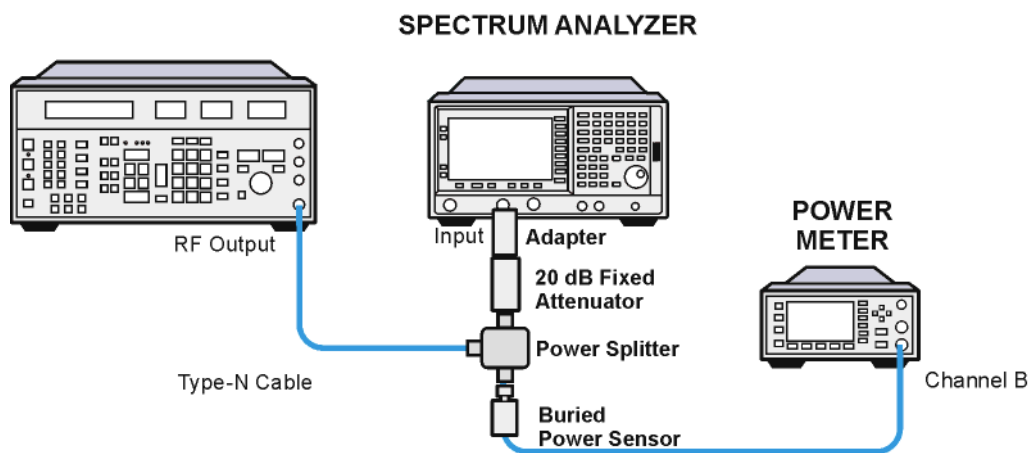 SPECTRUM ANALYZER
RF Output
Input
Adapter
20 dB Fixed
Attenuator
POWER
METER
Power Splitter
Type-N Cable
Channel B
Buried
Power Sensor